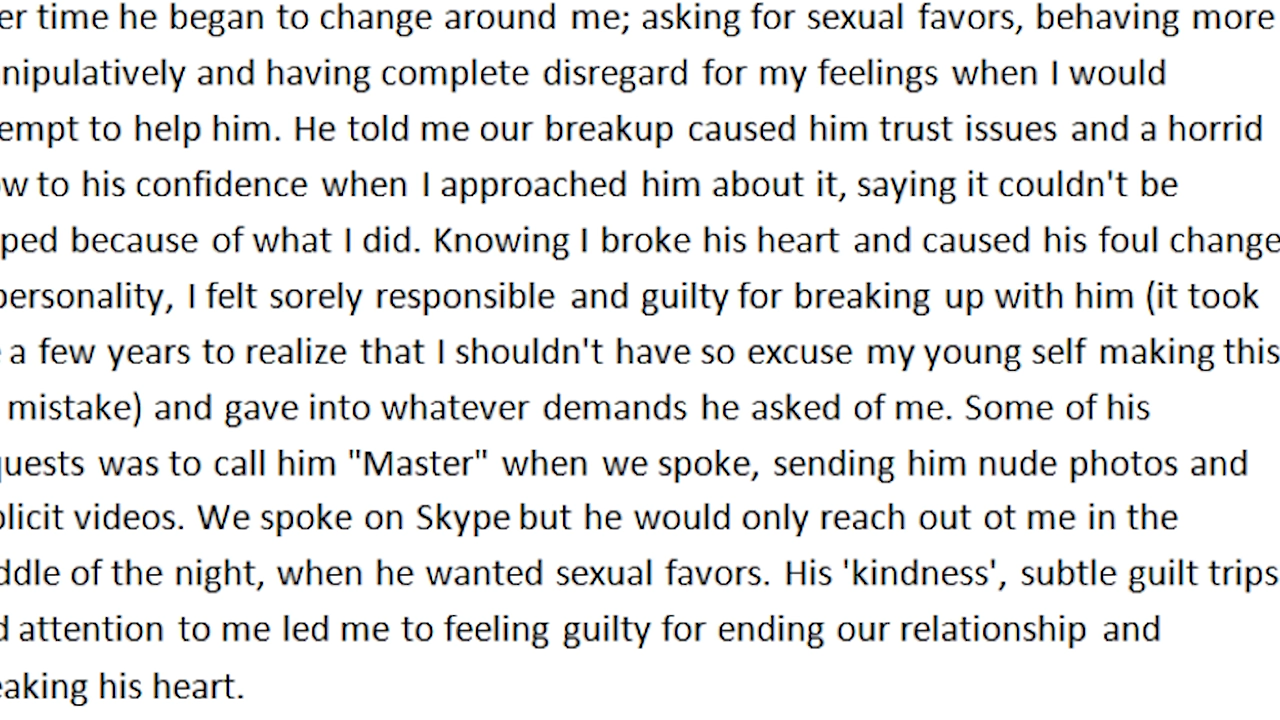 er time he began to change around me; asking for sexual favors, behaving more
nipulatively and having complete disregard for my feelings when I would
empt to help him. He told me our breakup caused him trust issues and a horrid
ow to his confidence when I approached him about it, saying it couldn't be
ped because of what I did. Knowing I broke his heart and caused his foul change
personality, I felt sorely responsible and guilty for breaking up with him (it took
a few years to realize that I shouldn't have so excuse my young self making this
mistake) and gave into whatever demands he asked of me. Some of his
quests was to call him "Master" when we spoke, sending him nude photos and
plicit videos. We spoke on Skype but he would only reach out ot me in the
ddle of the night, when he wanted sexual favors. His 'kindness', subtle guilt trips
d attention to me led me to feeling guilty for ending our relationship and
eaking his heart.